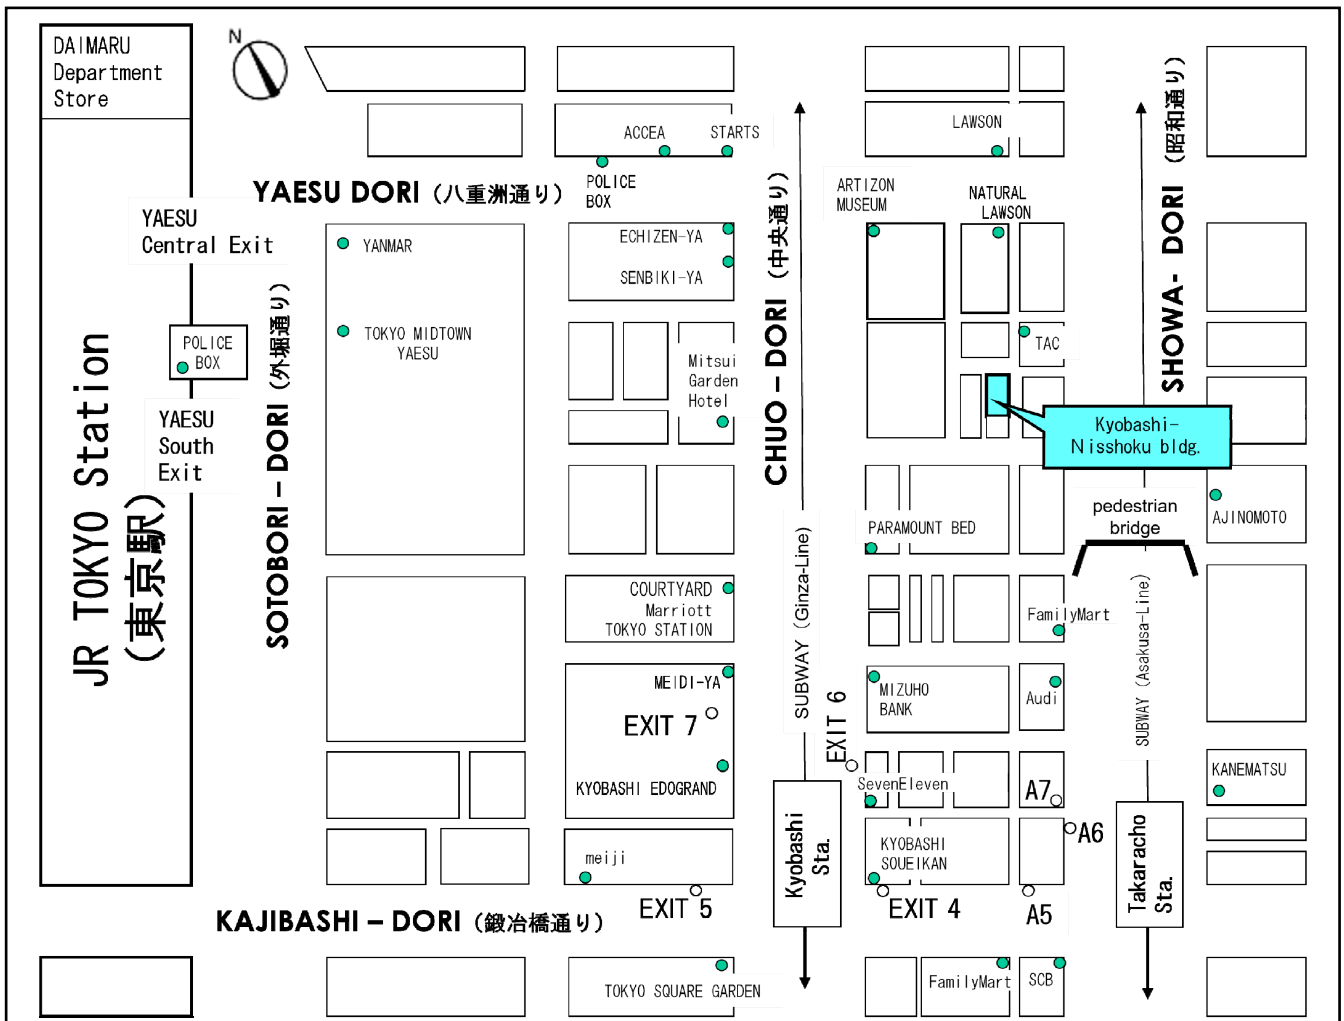 DAIMARU
Department
Store
N
ACCEA
STARTS
LAWSON
SHOWA- DORI (昭和通り)
YAESU DORI (八重洲通り)
POLICE
BOX
ARTIZON
MUSEUM
NATURAL
LAWSON
YAESU
Central Exit
YANMAR
ECHIZEN-YA
SENBIKI-YA
CHUO-DORI (中央通り)
SOTOBORI-DORI (外堀通り)
POLICE
BOX
TOKYO MIDTOWN
YAESU
Mitsui
Garden
Hotel
TAC
YAESU
South
Exit
Kyobashi-
Nisshoku bldg.
JR TOKYO Station
(東京駅)
PARAMOUNT BED
pedestrian
bridge
AJINOMOTO
COURTYARD
Marriott
TOKYO STATION
SUBWAY (Ginza-Line)
FamilyMart
SUBWAY (Asakusa-Line)
MEIDI-YA
EXIT 7
EXIT 6
MIZUHO
BANK
Audi
KYOBASHI EDOGRAND
SevenEleven
A7
KANEMATSU
Kyobashi
Sta.
A6
meiji
KYOBASHI
SOUEIKAN
Takaracho
Sta.
EXIT 5
EXIT 4
A5
KAJIBASHI-DORI (鍛冶橋通り)
TOKYO SQUARE GARDEN
FamilyMart
SCB